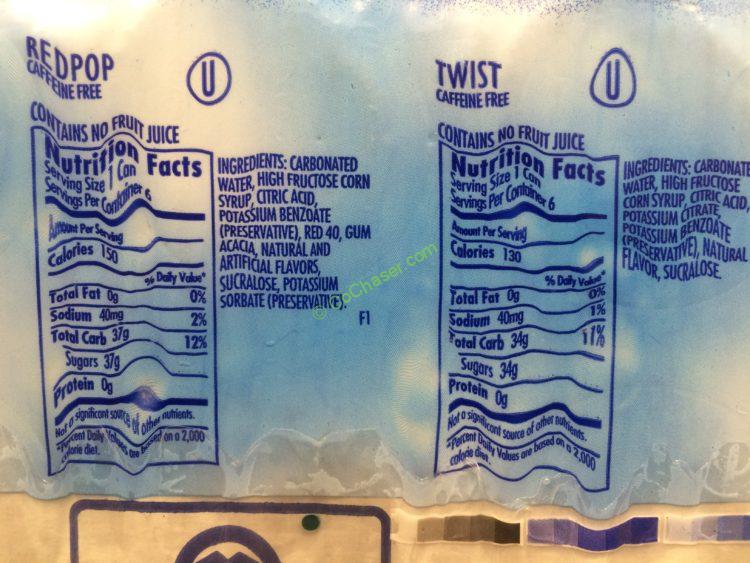 REDPOP
CAFFEINE FREE
U
CONTAINS NO FRUIT JUICE
Nutrition Facts
Serving Size 1 Can
Servings Per Container 6
Amount Per Serving
Calories 150
% Daily Value*
Total Fat 0g 0%
Sodium 40mg 2%
Total Carb 37g 12%
Sugars 37g
Protein 0g
Not a significant source of other nutrients.
*Percent Daily Values are based on a 2,000
calorie diet.
INGREDIENTS: CARBONATED
WATER, HIGH FRUCTOSE CORN
SYRUP, CITRIC ACID,
POTASSIUM BENZOATE
(PRESERVATIVE), RED 40, GUM
ACACIA, NATURAL AND
ARTIFICIAL FLAVORS,
SUCRALOSE, POTASSIUM
SORBATE (PRESERVATIVE).
F1
TWIST
CAFFEINE FREE
U
CONTAINS NO FRUIT JUICE
Nutrition Facts
Serving Size 1 Can
Servings Per Container 6
Amount Per Serving
Calories 130
% Daily Value*
Total Fat 0g 0%
Sodium 40mg 1%
Total Carb 34g 11%
Sugars 34g
Protein 0g
Not a significant source of other nutrients.
*Percent Daily Values are based on a 2,000
calorie diet.
INGREDIENTS: CARBONATE
WATER, HIGH FRUCTOSE
CORN SYRUP, CITRIC ACID,
POTASSIUM CITRATE,
POTASSIUM BENZOATE
(PRESERVATIVE), NATURAL
FLAVOR, SUCRALOSE.
© CoChaser.com